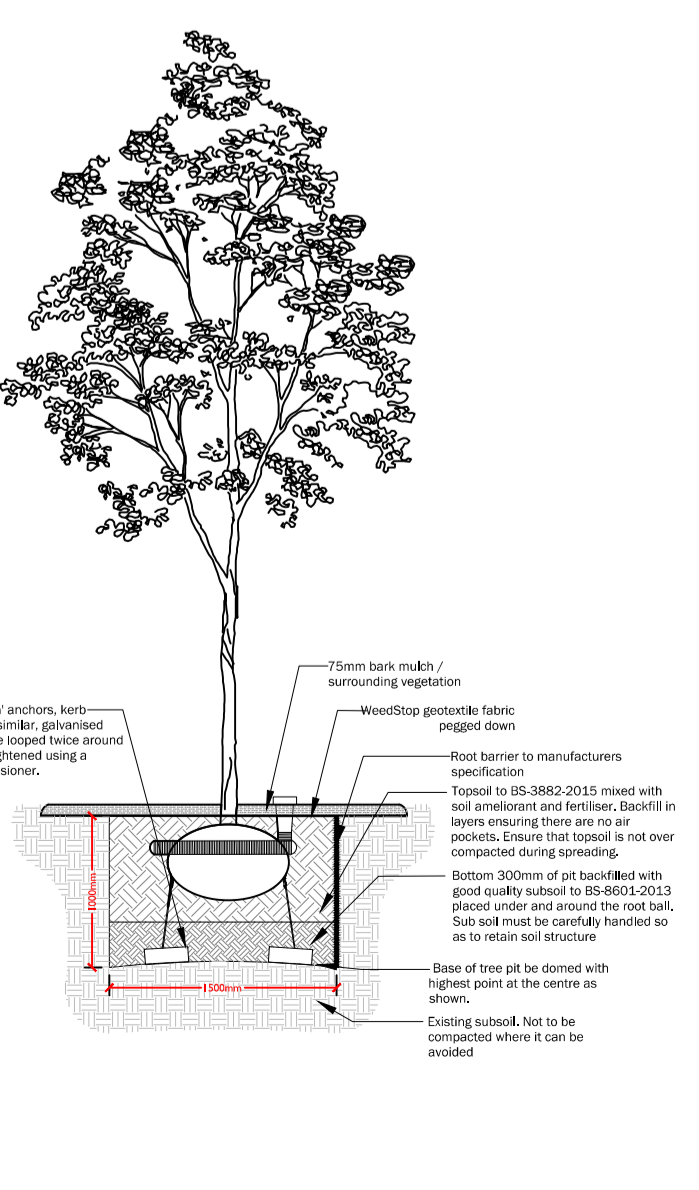 75mm bark mulch /
surrounding vegetation
' anchors, kerb
similar, galvanised
looped twice around
ghtened using a
sioner.
WeedStop geotextile fabric
pegged down
Root barrier to manufacturers
specification
Topsoil to BS-3882-2015 mixed with
soil ameliorant and fertiliser. Backfill in
layers ensuring there are no air
pockets. Ensure that topsoil is not over
compacted during spreading.
Bottom 300mm of pit backfilled with
good quality subsoil to BS-8601-2013
placed under and around the root ball.
Sub soil must be carefully handled so
as to retain soil structure
Base of tree pit be domed with
highest point at the centre as
shown.
Existing subsoil. Not to be
compacted where it can be
avoided
1000mm
1500mm